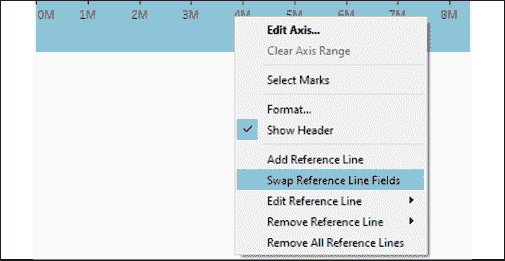 0M 1M 2M 3M 4M 5M 6M 7M 8M
Edit Axis...
Clear Axis Range
Select Marks
Format...
Show Header
Add Reference Line
Swap Reference Line Fields
Edit Reference Line
Remove Reference Line
Remove All Reference Lines